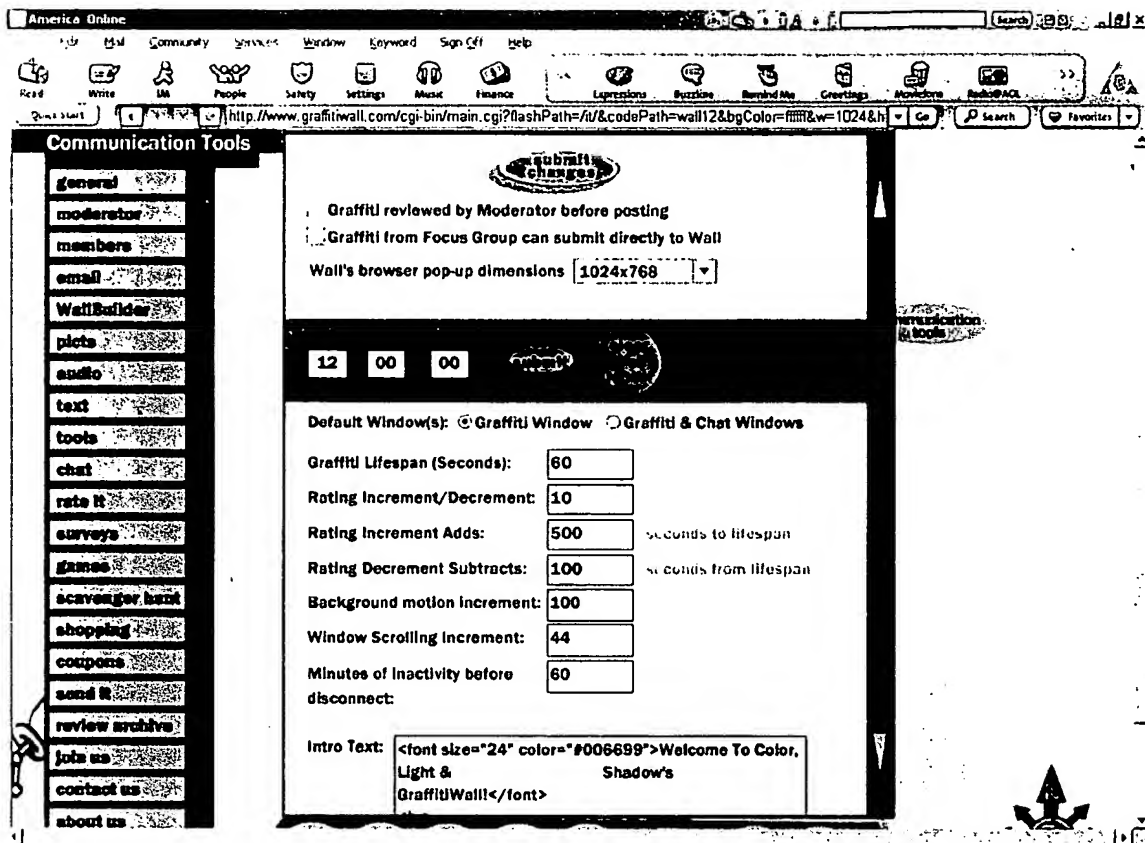 America Online
Search
Mail Community Services Window Keyword Sign Off Help
Read Write IM People Safety Settings Music Finance Expressions Buzzline Remind Me Greetings Moviefone Radio@AOL
Quick Start http://www.graffitiwall.com/cgi-bin/main.cgi?flashPath=/it/&codePath=wall12&bgColor=ffffff&w=1024&h Go Search Favorites
Communication Tools
general
moderator
members
email
WallBuilder
picts
audio
text
tools
chat
rate it
surveys
games
scavenger hunt
shopping
coupons
send it
review archive
join us
contact us
about us
submit
changes
Graffiti reviewed by Moderator before posting
Graffiti from Focus Group can submit directly to Wall
Wall's browser pop-up dimensions 1024x768
communication
tools
12 00 00 submit
Default Window(s): Graffiti Window Graffiti & Chat Windows
Graffiti Lifespan (Seconds): 60
Rating Increment/Decrement: 10
Rating Increment Adds: 500 seconds to lifespan
Rating Decrement Subtracts: 100 seconds from lifespan
Background motion increment: 100
Window Scrolling Increment: 44
Minutes of Inactivity before 60
disconnect:
Intro Text: <font size="24" color="#006699">Welcome To Color,
Light & Shadow's
GraffitiWall!</font>